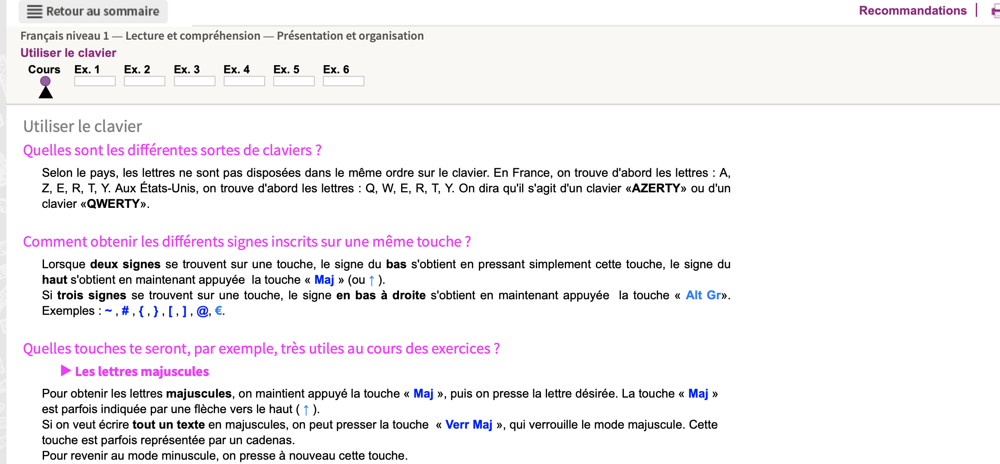 Retour au sommaire
Recommandations
Français niveau 1 — Lecture et compréhension — Présentation et organisation
Utiliser le clavier
Cours Ex. 1 Ex. 2 Ex. 3 Ex. 4 Ex. 5 Ex. 6
Utiliser le clavier
Quelles sont les différentes sortes de claviers ?
Selon le pays, les lettres ne sont pas disposées dans le même ordre sur le clavier. En France, on trouve d'abord les lettres : A,
Z, E, R, T, Y. Aux États-Unis, on trouve d'abord les lettres : Q, W, E, R, T, Y. On dira qu'il s'agit d'un clavier «AZERTY» ou d'un
clavier «QWERTY».
Comment obtenir les différents signes inscrits sur une même touche ?
Lorsque deux signes se trouvent sur une touche, le signe du bas s'obtient en pressant simplement cette touche, le signe du
haut s'obtient en maintenant appuyée la touche « Maj » (ou ↑ ).
Si trois signes se trouvent sur une touche, le signe en bas à droite s'obtient en maintenant appuyée la touche « Alt Gr».
Exemples : ~ , # , { , } , [ , ] , @, €.
Quelles touches te seront, par exemple, très utiles au cours des exercices ?
▶ Les lettres majuscules
Pour obtenir les lettres majuscules, on maintient appuyé la touche « Maj », puis on presse la lettre désirée. La touche « Maj »
est parfois indiquée par une flèche vers le haut ( ↑ ).
Si on veut écrire tout un texte en majuscules, on peut presser la touche « Verr Maj », qui verrouille le mode majuscule. Cette
touche est parfois représentée par un cadenas.
Pour revenir au mode minuscule, on presse à nouveau cette touche.